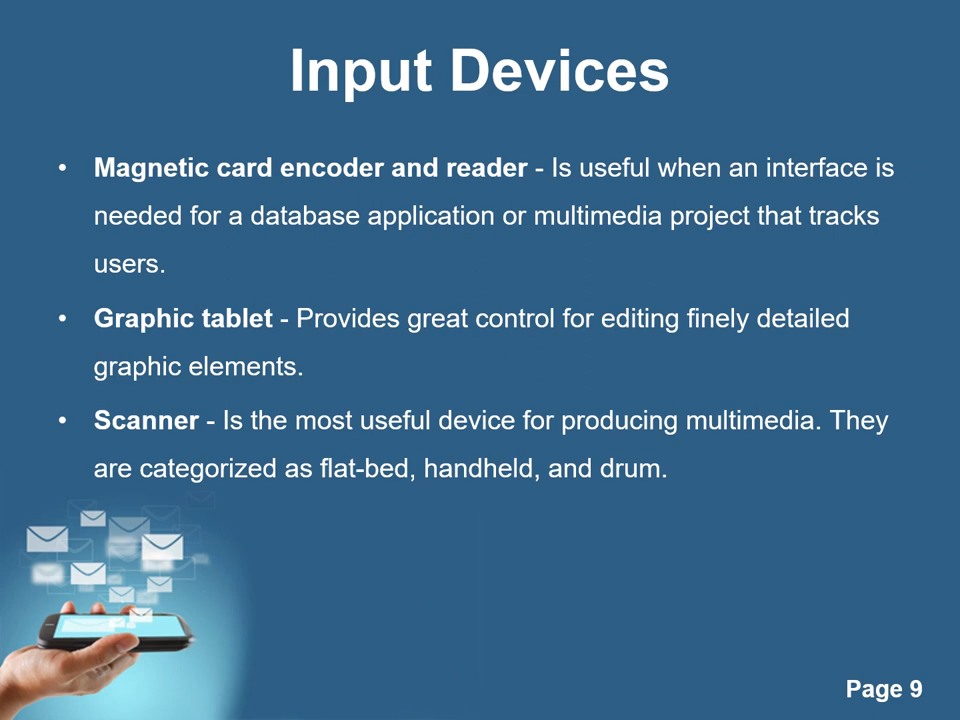 Input Devices
• Magnetic card encoder and reader - Is useful when an interface is
needed for a database application or multimedia project that tracks
users.
• Graphic tablet - Provides great control for editing finely detailed
graphic elements.
• Scanner - Is the most useful device for producing multimedia. They
are categorized as flat-bed, handheld, and drum.
Page 9